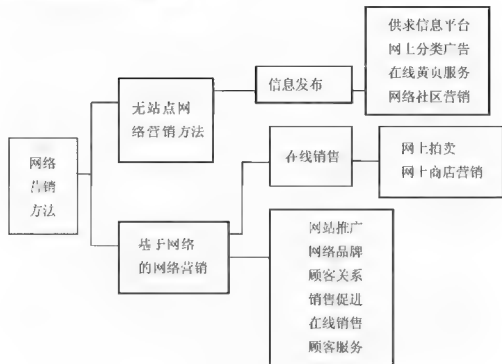 供求信息平台
网上分类广告
在线黄页服务
网络社区营销
信息发布
无站点网
络营销方法
在线销售
网上拍卖
网上商店营销
网络
营销
方法
基于网络
的网络营销
网站推广
网络品牌
顾客关系
销售促进
在线销售
顾客服务